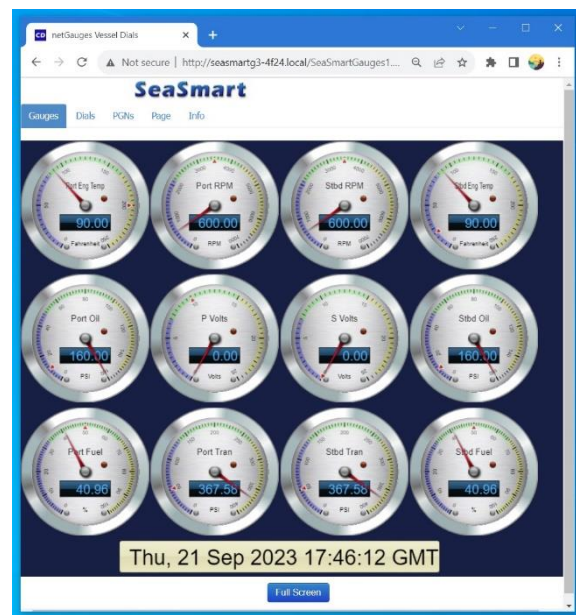 netGauges Vessel Dials
Not secure | http://seasmartg3-4f24.local/SeaSmartGauges1....
SeaSmart
Gauges Dials PGNs Page Info
Port Eng Temp
90.00
Fahrenheit
Port RPM
600.00
RPM
Stbd RPM
600.00
RPM
Stbd Eng Temp
90.00
Fahrenheit
Port Oil
160.00
PSI
P Volts
0.00
Volts
S Volts
0.00
Volts
Stbd Oil
160.00
PSI
Port Fuel
40.96
%
Port Tran
367.58
PSI
Stbd Tran
367.58
PSI
Stbd Fuel
40.96
%
Thu, 21 Sep 2023 17:46:12 GMT
Full Screen